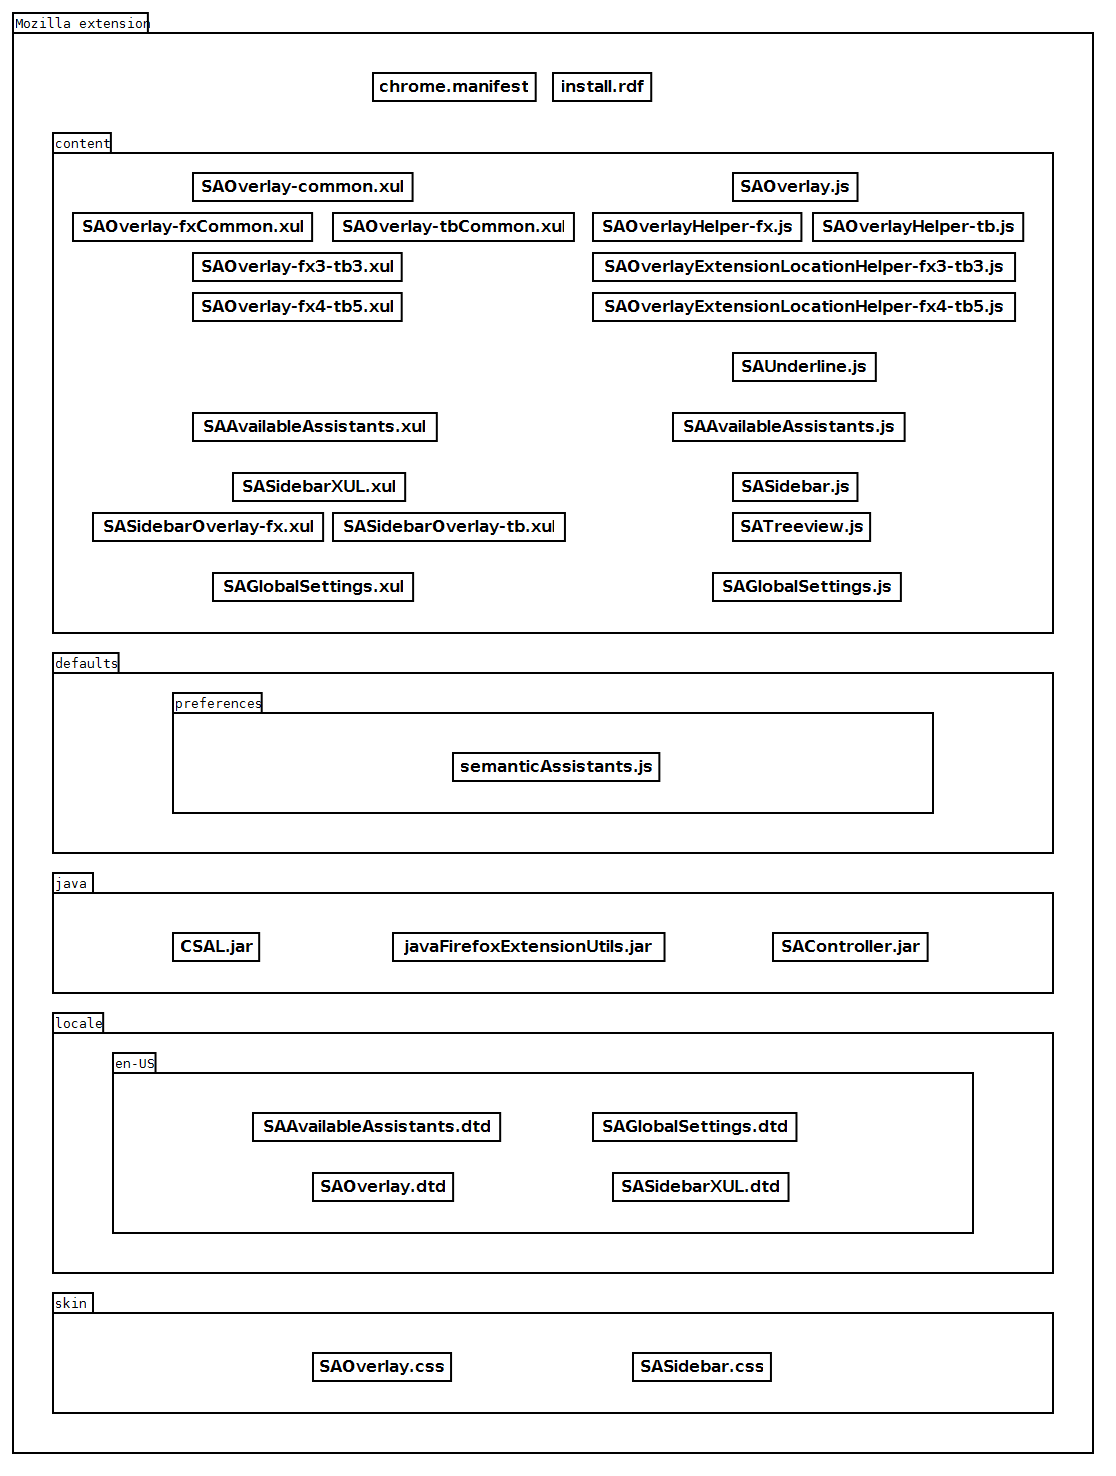 Mozilla extension
chrome.manifest install.rdf
content
SAOverlay-common.xul SAOverlay.js
SAOverlay-fxCommon.xul SAOverlay-tbCommon.xul SAOverlayHelper-fx.js SAOverlayHelper-tb.js
SAOverlay-fx3-tb3.xul SAOverlayExtensionLocationHelper-fx3-tb3.js
SAOverlay-fx4-tb5.xul SAOverlayExtensionLocationHelper-fx4-tb5.js
SAUnderline.js
SAAvailableAssistants.xul SAAvailableAssistants.js
SASidebarXUL.xul SASidebar.js
SASidebarOverlay-fx.xul SASidebarOverlay-tb.xul SATreeview.js
SAGlobalSettings.xul SAGlobalSettings.js
defaults
preferences
semanticAssistants.js
java
CSAL.jar javaFirefoxExtensionUtils.jar SAController.jar
locale
en-US
SAAvailableAssistants.dtd SAGlobalSettings.dtd
SAOverlay.dtd SASidebarXUL.dtd
skin
SAOverlay.css SASidebar.css